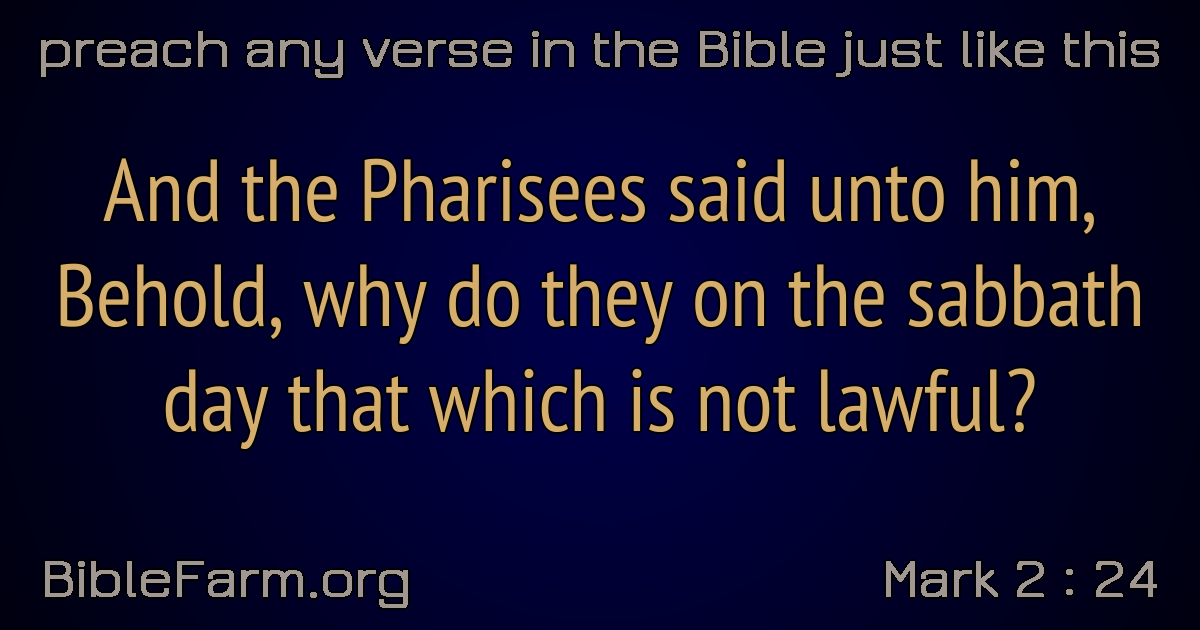 preach any verse in the Bible just like this
And the Pharisees said unto him,
Behold, why do they on the sabbath
day that which is not lawful?
BibleFarm.org
Mark 2 : 24